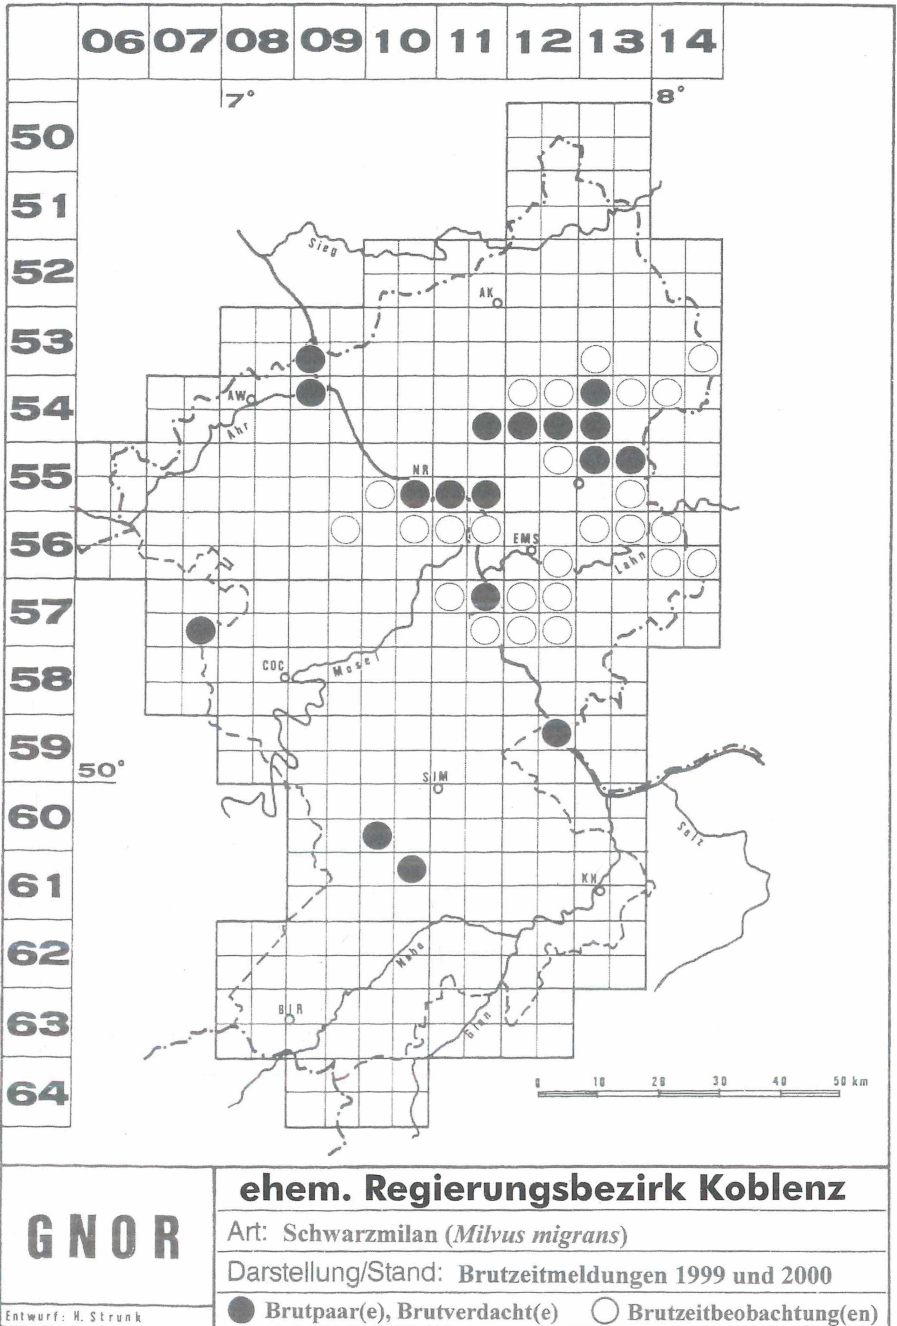 06 07 08 09 10 11 12 13 14
7° 8°
50
51
Sieg
52
AK
53
54
AW
Ahr
55
NR
56
EMS
Lahn
57
58
COC
Mosel
59
50°
SIM
60
Selz
61
KH
62
Nahe
63
BIR
Glan
64
0 10 20 30 40 50 km
GNOR
Entwurf: H. Strunk
ehem. Regierungsbezirk Koblenz
Art: Schwarzmilan (Milvus migrans)
Darstellung/Stand: Brutzeitmeldungen 1999 und 2000
Brutpaar(e), Brutverdacht(e) Brutzeitbeobachtung(en)